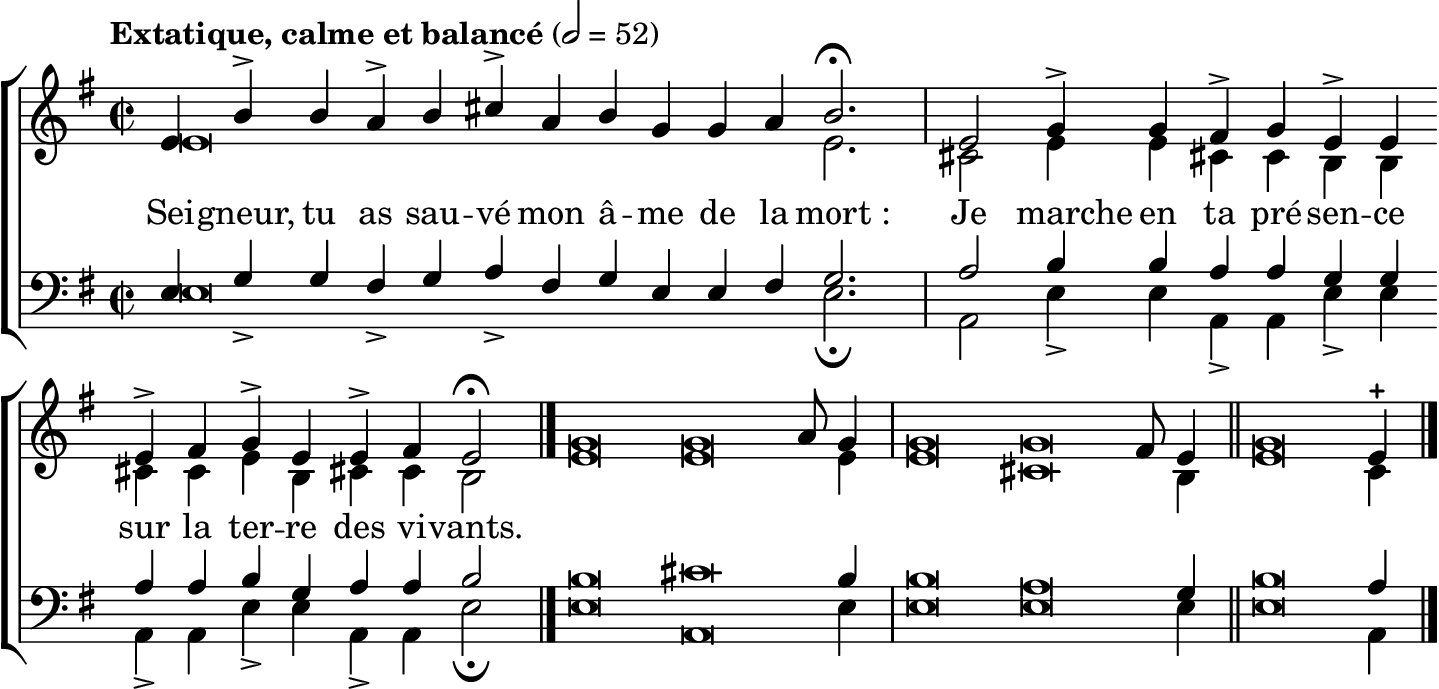 Extatique, calme et balancé (𝅗𝅥 = 52)
Seigneur, tu as sau - vé mon â - me de la mort : Je marche en ta pré - sen - ce
sur la ter - re des vivants.